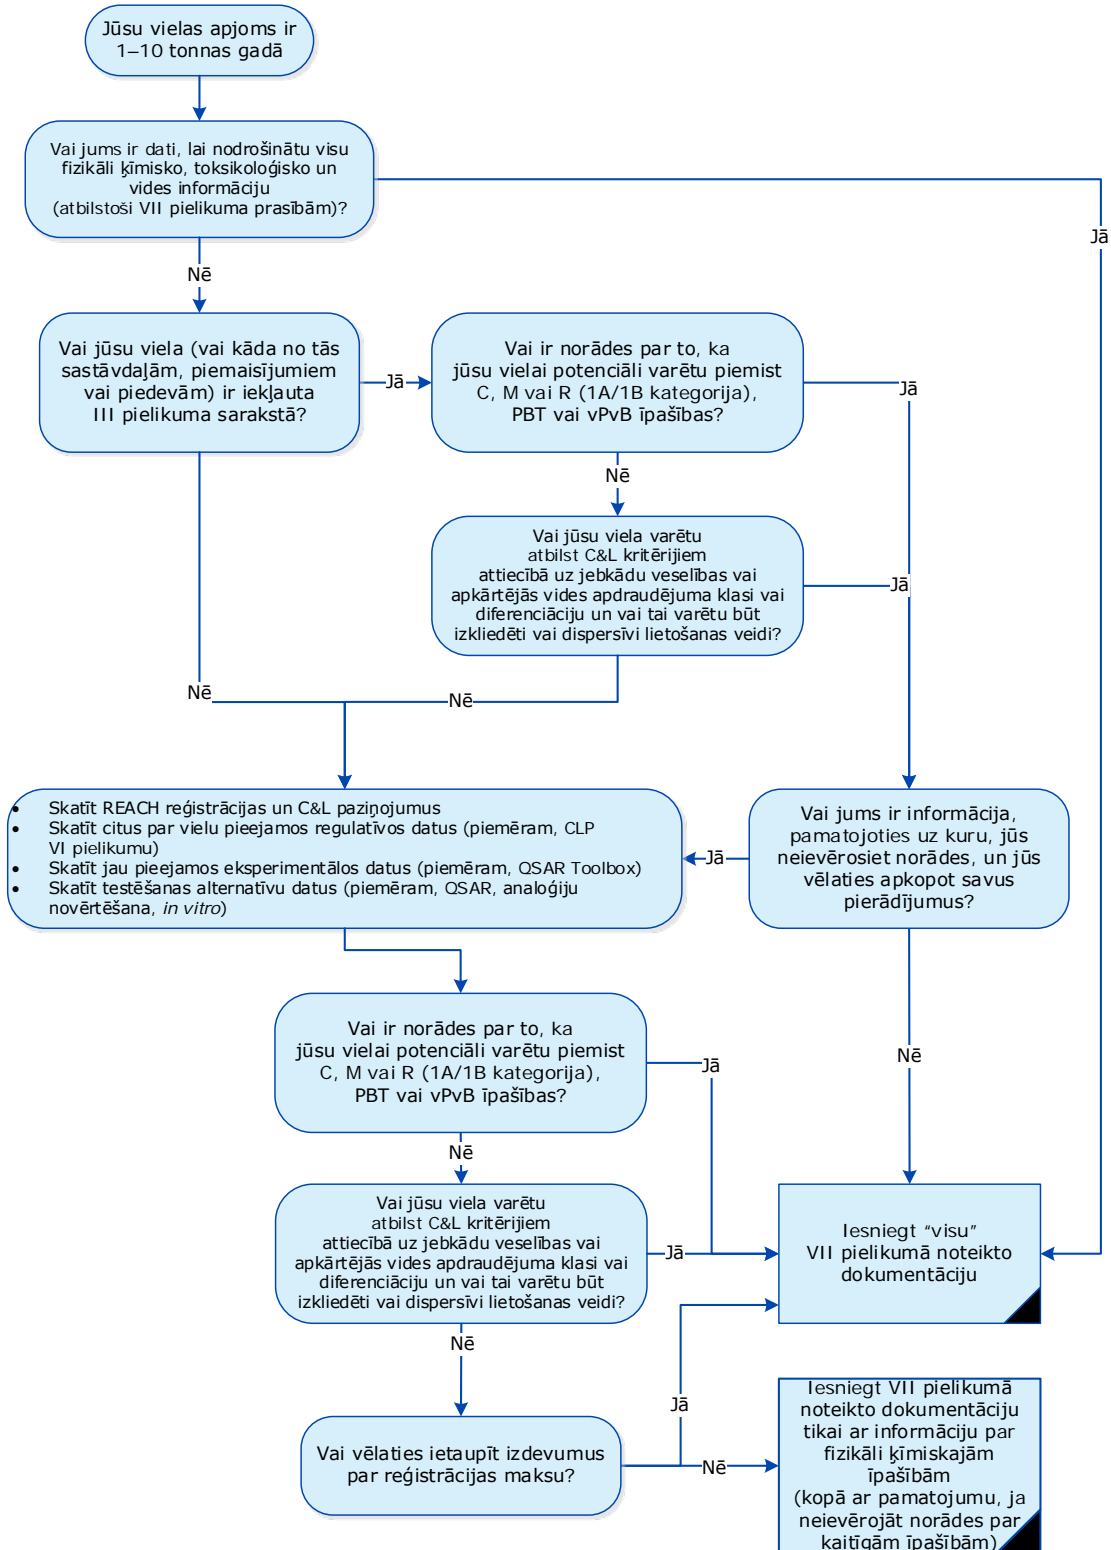 Jūsu vielas apjoms ir
1–10 tonnas gadā
Vai jums ir dati, lai nodrošinātu visu
fizikāli ķīmisko, toksikoloģisko un
vides informāciju
(atbilstoši VII pielikuma prasībām)?
Jā
Nē
Vai jūsu viela (vai kāda no tās
sastāvdaļām, piemaisījumiem
vai piedevām) ir iekļauta
III pielikuma sarakstā?
Jā
Vai ir norādes par to, ka
jūsu vielai potenciāli varētu piemist
C, M vai R (1A/1B kategorija),
PBT vai vPvB īpašības?
Jā
Nē
Vai jūsu viela varētu
atbilst C&L kritērijiem
attiecībā uz jebkādu veselības vai
apkārtējās vides apdraudējuma klasi vai
diferenciāciju un vai tai varētu būt
izkliedēti vai dispersīvi lietošanas veidi?
Jā
Nē
Nē
• Skatīt REACH reģistrācijas un C&L paziņojumus
• Skatīt citus par vielu pieejamos regulatīvos datus (piemēram, CLP
VI pielikumu)
• Skatīt jau pieejamos eksperimentālos datus (piemēram, QSAR Toolbox)
• Skatīt testēšanas alternatīvu datus (piemēram, QSAR, analoģiju
novērtēšana, in vitro)
Jā
Vai jums ir informācija,
pamatojoties uz kuru, jūs
neievērosiet norādes, un jūs
vēlaties apkopot savus
pierādījumus?
Nē
Vai ir norādes par to, ka
jūsu vielai potenciāli varētu piemist
C, M vai R (1A/1B kategorija),
PBT vai vPvB īpašības?
Jā
Nē
Vai jūsu viela varētu
atbilst C&L kritērijiem
attiecībā uz jebkādu veselības vai
apkārtējās vides apdraudējuma klasi vai
diferenciāciju un vai tai varētu būt
izkliedēti vai dispersīvi lietošanas veidi?
Jā
Iesniegt “visu”
VII pielikumā noteikto
dokumentāciju
Nē
Vai vēlaties ietaupīt izdevumus
par reģistrācijas maksu?
Jā
Nē
Iesniegt VII pielikumā
noteikto dokumentāciju
tikai ar informāciju par
fizikāli ķīmiskajām
īpašībām
(kopā ar pamatojumu, ja
neievērojāt norādes par
kaitīgām īpašībām)